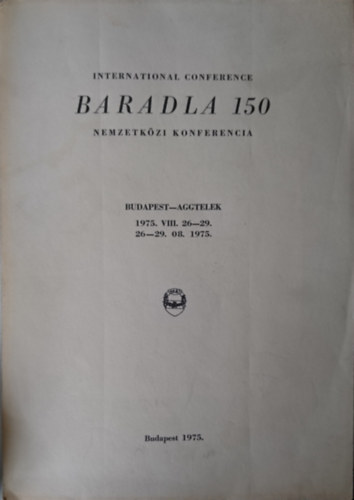 INTERNATIONAL CONFERENCE
BARADLA 150
NEMZETKÖZI KONFERENCIA
BUDAPEST—AGGTELEK
1975. VIII. 26—29.
26—29. 08. 1975.
Budapest 1975.